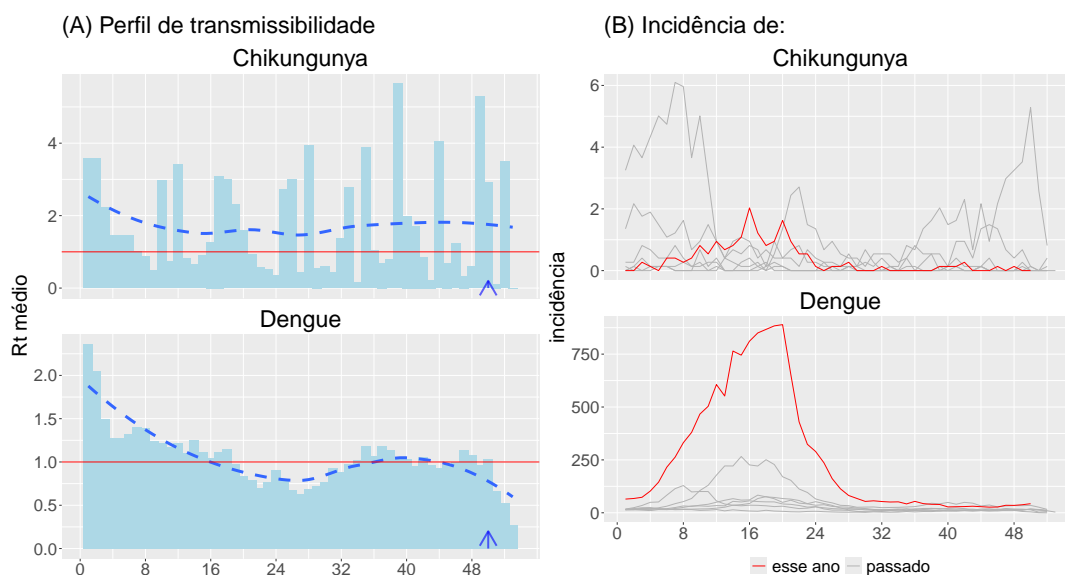 (A) Perfil de transmissibilidade
Chikungunya
4
2
0
Dengue
2.0
1.5
1.0
0.5
0.0
0 8 16 24 32 40 48
Rt médio
(B) Incidência de:
Chikungunya
6
4
2
0
Dengue
750
500
250
0
0 8 16 24 32 40 48
incidência
esse ano passado